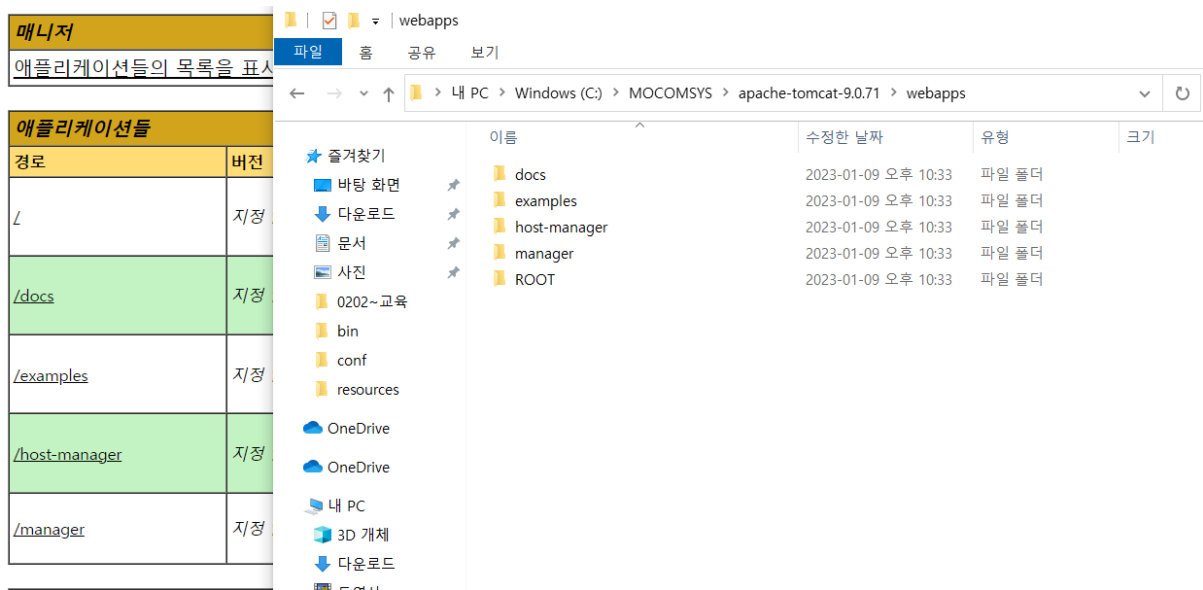 매니저
애플리케이션들의 목록을 표시
애플리케이션들
경로 버전
/ 지정
/docs 지정
/examples 지정
/host-manager 지정
/manager 지정
webapps
파일 홈 공유 보기
내 PC > Windows (C:) > MOCOMSYS > apache-tomcat-9.0.71 > webapps
즐겨찾기
바탕 화면
다운로드
문서
사진
0202~교육
bin
conf
resources
OneDrive
OneDrive
내 PC
3D 개체
다운로드
이름 수정한 날짜 유형 크기
docs 2023-01-09 오후 10:33 파일 폴더
examples 2023-01-09 오후 10:33 파일 폴더
host-manager 2023-01-09 오후 10:33 파일 폴더
manager 2023-01-09 오후 10:33 파일 폴더
ROOT 2023-01-09 오후 10:33 파일 폴더